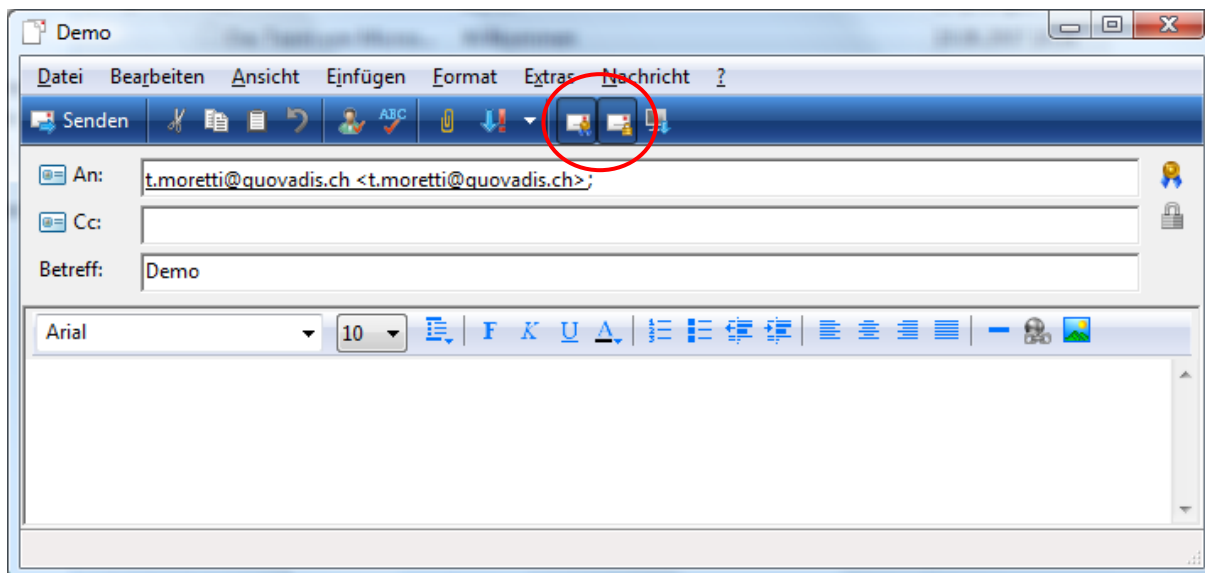 Demo
Datei Bearbeiten Ansicht Einfügen Format Extras Nachricht ?
Senden ABC
An: t.moretti@quovadis.ch <t.moretti@quovadis.ch>;
Cc:
Betreff: Demo
Arial 10 F K U A